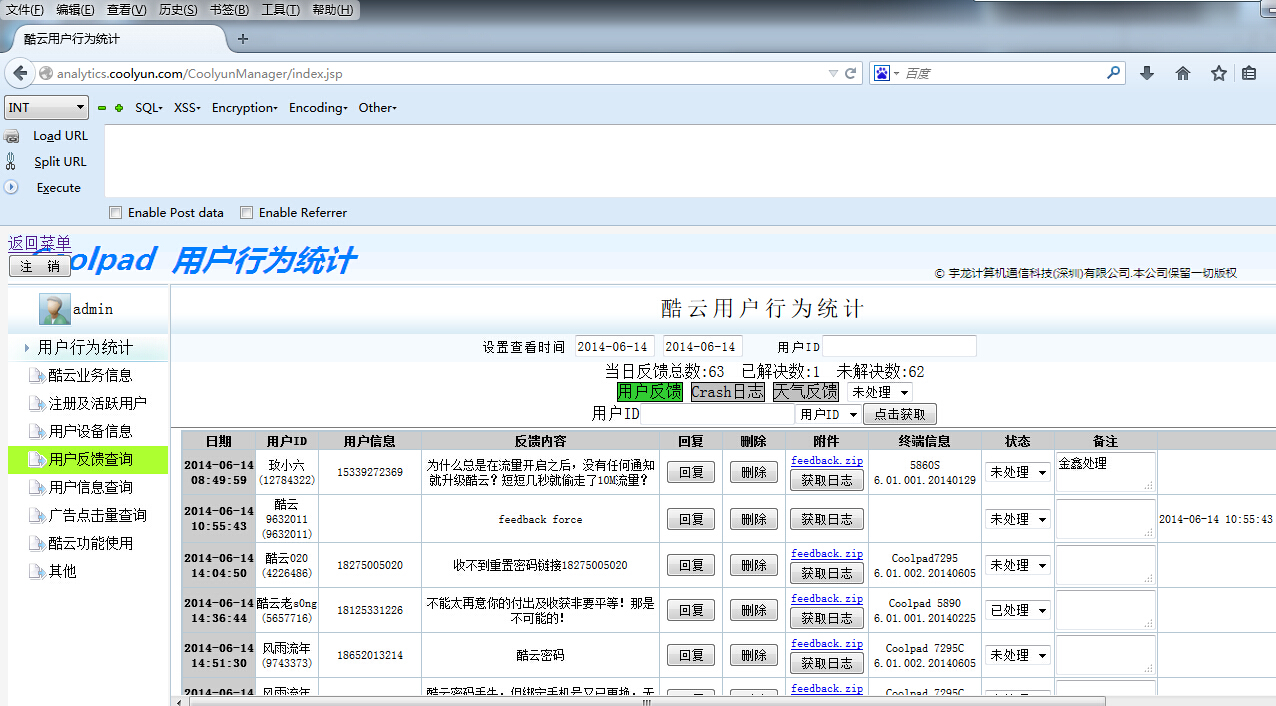 文件(F) 编辑(E) 查看(V) 历史(S) 书签(B) 工具(T) 帮助(H)
酷云用户行为统计
analytics.coolyun.com/CoolyunManager/index.jsp
百度
INT SQL XSS Encryption Encoding Other
Load URL
Split URL
Execute
Enable Post data Enable Referrer
返回菜单
注 销
oolpad 用户行为统计
© 宇龙计算机通信科技(深圳)有限公司.本公司保留一切版权
admin
用户行为统计
酷云业务信息
注册及活跃用户
用户设备信息
用户反馈查询
用户信息查询
广告点击量查询
酷云功能使用
其他
酷云用户行为统计
设置查看时间 2014-06-14 2014-06-14 用户ID
当日反馈总数:63 已解决数:1 未解决数:62
用户反馈 Crash日志 天气反馈 未处理
用户ID 用户ID 点击获取
日期 用户ID 用户信息 反馈内容 回复 删除 附件 终端信息 状态 备注
2014-06-14 08:49:59 玫小六 (12784322) 15339272369 为什么总是在流量开启之后，没有任何通知就升级酷云？短短几秒就偷走了10M流量？ 回复 删除 feedback.zip 获取日志 5860S 6.01.001.20140129 未处理 金鑫处理
2014-06-14 10:55:43 酷云9632011 (9632011) feedback force 回复 删除 获取日志 未处理 2014-06-14 10:55:43
2014-06-14 14:04:50 酷云020 (4226486) 18275005020 收不到重置密码链接18275005020 回复 删除 feedback.zip 获取日志 Coolpad7295 6.01.002.20140605 未处理
2014-06-14 14:36:44 酷云老s0ng (5657716) 18125331226 不能太再意你的付出及收获非要平等！那是不可能的！ 回复 删除 feedback.zip 获取日志 Coolpad 5890 6.01.001.20140225 已处理
2014-06-14 14:51:30 风雨流年 (9743373) 18652013214 酷云密码 回复 删除 feedback.zip 获取日志 Coolpad 7295C 6.01.002.20140605 未处理
2014-06-14 风雨流年 feedback.zip Coolpad 7295C